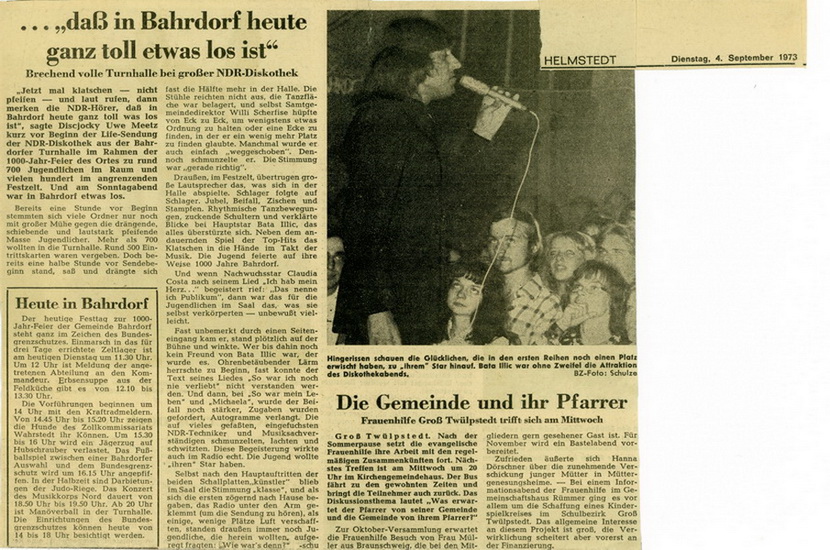 ... „daß in Bahrdorf heute
ganz toll etwas los ist“
Brechend volle Turnhalle bei großer NDR-Diskothek
„Jetzt mal klatschen — nicht
pfeifen — und laut rufen, dann
merken die NDR-Hörer, daß in
Bahrdorf heute ganz toll was los
ist“, sagte Discjocky Uwe Meetz
kurz vor Beginn der Life-Sendung
der NDR-Diskothek aus der Bahr-
dorfer Turnhalle im Rahmen der
1000-Jahr-Feier des Ortes zu rund
700 Jugendlichen im Raum und
vielen hundert im angrenzenden
Festzelt. Und am Sonntagabend
war in Bahrdorf etwas los.
Bereits eine Stunde vor Beginn
stemmten sich viele Ordner nur noch
mit großer Mühe gegen die drängende,
schiebende und lautstark pfeifende
Masse Jugendlicher. Mehr als 700
wollten in die Turnhalle. Rund 500 Ein-
trittskarten waren vergeben. Doch be-
reits eine halbe Stunde vor Sendebe-
ginn stand, saß und drängte sich
fast die Hälfte mehr in der Halle. Die
Stühle reichten nicht aus, die Tanzflä-
che war belagert, und selbst Samtge-
meindedirektor Willi Scherfise hüpfte
von Eck zu Eck, um wenigstens etwas
Ordnung zu halten oder eine Ecke zu
finden, in der er ein wenig mehr Platz
zu finden glaubte. Manchmal wurde er
auch einfach „weggeschoben“. Den-
noch schmunzelte er. Die Stimmung
war „gerade richtig“.
Draußen, im Festzelt, übertrugen gro-
ße Lautsprecher das, was sich in der
Halle abspielte. Schlager folgte auf
Schlager. Jubel, Beifall, Zischen und
Stampfen. Rhythmische Tanzbewegun-
gen, zuckende Schultern und verklärte
Blicke bei Hauptstar Bata Illic, der
das alles überstürzte sich. Neben dem an-
dauernden Spiel der Top-Hits das
Klatschen in die Hände im Takt der
Musik. Die Jugend feierte auf ihre
Weise 1000 Jahre Bahrdorf.
Und wenn Nachwuchsstar Claudia
Costa nach seinem Lied „Ich hab mein
Herz...“ begeistert rief: „Das nenne
ich Publikum“, dann war das für die
Jugendlichen im Saal das, was sie
selbst verkörperten — unbewußt viel-
leicht.
Fast unbemerkt durch einen Seiten-
eingang kam er, stand plötzlich auf der
Bühne und winkte. Wer bis dahin noch
kein Freund von Bata Illic war, der
wurde es. Ohrenbetäubender Lärm
herrschte zu Beginn, fast konnte der
Text seines Liedes „So war ich noch
nie verliebt“ nicht verstanden wer-
den. Und dann, bei „So war mein Le-
ben“ und „Michaela“, wurde der Bei-
fall noch stärker, Zugaben wurden
gefordert, Autogramme verlangt. Die
auf vieles gefaßten, eingefuchsten
NDR-Techniker und Musiksachver-
ständigen schmunzelten, lachten und
schwitzten. Diese Begeisterung wirkte
auch im Radio echt. Die Jugend wollte
„ihren“ Star haben.
Selbst nach den Hauptauftritten der
beiden Schallplatten„künstler“ blieb
im Saal die Stimmung „klasse“, und als
sich die ersten zögernd nach Hause be-
gaben, das Radio unter den Arm ge-
klemmt (um die Sendung zu hören), als
einige, wenige Plätze Luft verschaff-
ten, standen draußen immer noch Ju-
gendliche, die herein wollten, aufge-
regt fragten: „Wie war's denn?“ -schu
Heute in Bahrdorf
Der heutige Festtag zur 1000-
Jahr-Feier der Gemeinde Bahrdorf
steht ganz im Zeichen des Bundes-
grenzschutzes. Einmarsch in das für
drei Tage errichtete Zeltlager ist
am heutigen Dienstag um 11.30 Uhr.
Um 12 Uhr ist Meldung der ange-
tretenen Abteilung an den Kom-
mandeur. Erbsensuppe aus der
Feldküche gibt es von 12.10 bis
13.30 Uhr.
Die Vorführungen beginnen um
14 Uhr mit den Kraftradmeldern.
Von 14.45 Uhr bis 15.20 Uhr zeigen
die Hunde des Zollkommissariats
Wahrstedt ihr Können. Um 15.30
bis 16 Uhr wird ein Jägerzug auf
Hubschrauber verlastet. Das Fuß-
ballspiel zwischen einer Bahrdorfer
Auswahl und dem Bundesgrenz-
schutz wird um 16.15 Uhr angepfif-
fen. In der Halbzeit sind Darbietun-
gen der Judo-Riege. Das Konzert
des Musikkorps Nord dauert von
18.50 Uhr bis 19.50 Uhr. Ab 20 Uhr
ist Manöverball in der Turnhalle.
Die Einrichtungen des Bundes-
grenzschutzes können heute von
14 bis 18 Uhr besichtigt werden.
HELMSTEDT
Dienstag, 4. September 1973
Hingerissen schauen die Glücklichen, die in den ersten Reihen noch einen Platz
erwischt haben, zu „ihrem“ Star hinauf. Bata Illic war ohne Zweifel die Attraktion
des Diskothekabends.
BZ-Foto: Schulze
Die Gemeinde und ihr Pfarrer
Frauenhilfe Groß Twülpstedt trifft sich am Mittwoch
Groß Twülpstedt. Nach der
Sommerpause setzt die evangelische
Frauenhilfe ihre Arbeit mit den regel-
mäßigen Zusammenkünften fort. Näch-
stes Treffen ist am Mittwoch um 20
Uhr im Kirchengemeindehaus. Der Bus
fährt zu den gewohnten Zeiten und
bringt die Teilnehmer auch zurück. Das
Diskussionsthema lautet „Was erwar-
tet der Pfarrer von seiner Gemeinde
und die Gemeinde von ihrem Pfarrer?“
Zur Oktober-Versammlung erwartet
die Frauenhilfe Besuch von Frau Mül-
ler aus Braunschweig, die bei den Mit-
gliedern gern gesehener Gast ist. Für
November wird ein Bastelabend vor-
bereitet.
Zufrieden äußerte sich Hanna
Dörschner über die zunehmende Ver-
schickung junger Mütter in Mütter-
genesungsheime. — Bei einem Infor-
mationsabend der Frauenhilfe im Ge-
meinschaftshaus Rümmer ging es vor
allem um die Schaffung eines Kinder-
spielkreises im Schulbezirk Groß
Twülpstedt. Das allgemeine Interesse
an diesem Projekt ist groß, die Ver-
wirklichung scheitert aber vorerst an
der Finanzierung.